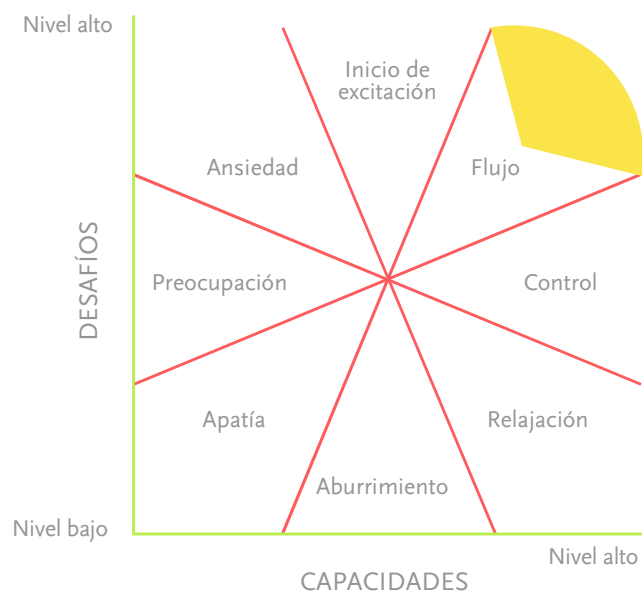 Nivel alto
Inicio de
excitación
Ansiedad
Flujo
DESAFÍOS
Preocupación
Control
Apatía
Relajación
Aburrimiento
Nivel bajo
Nivel alto
CAPACIDADES